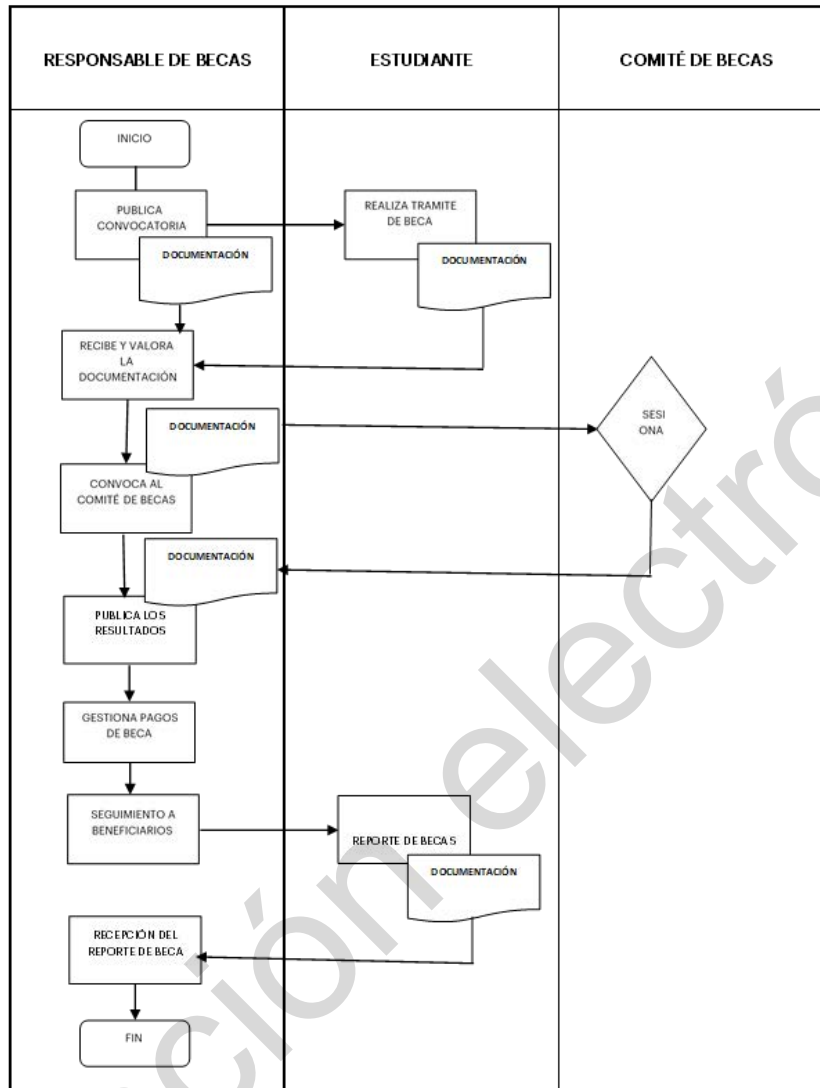 RESPONSABLE DE BECAS
ESTUDIANTE
COMITÉ DE BECAS
INICIO
PUBLICA
CONVOCATORIA
DOCUMENTACIÓN
REALIZA TRAMITE
DE BECA
DOCUMENTACIÓN
RECIBE Y VALORA
LA
DOCUMENTACIÓN
DOCUMENTACIÓN
SESI
ONA
CONVOCA AL
COMITÉ DE BECAS
DOCUMENTACIÓN
PUBLICA LOS
RESULTADOS
GESTIONA PAGOS
DE BECA
SEGUIMIENTO A
BENEFICIARIOS
REPORTE DE BECAS
DOCUMENTACIÓN
RECEPCIÓN DEL
REPORTE DE BECA
FIN